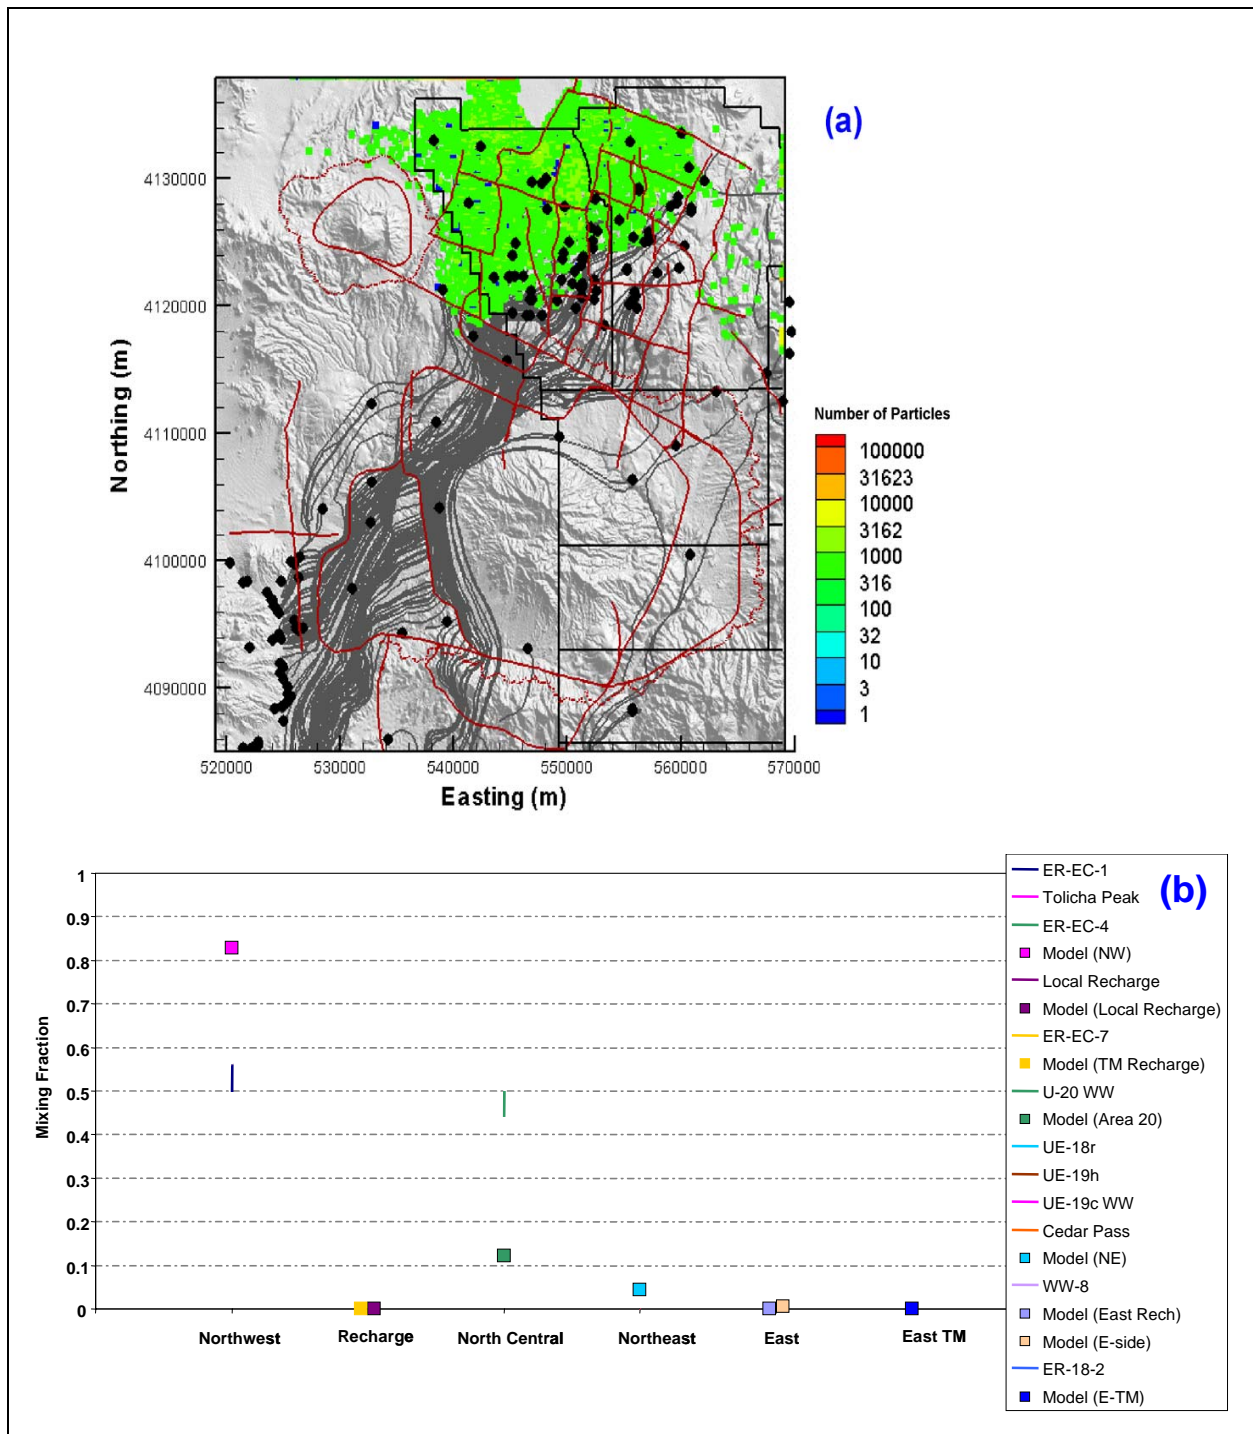 (a)
4130000
4120000
4110000
4100000
4090000
Northing (m)
520000
530000
540000
550000
560000
570000
Easting (m)
Number of Particles
100000
31623
10000
3162
1000
316
100
32
10
3
1
(b)
1
0.9
0.8
0.7
0.6
0.5
0.4
0.3
0.2
0.1
0
Mixing Fraction
Northwest
Recharge
North Central
Northeast
East
East TM
ER-EC-1
Tolicha Peak
ER-EC-4
Model (NW)
Local Recharge
Model (Local Recharge)
ER-EC-7
Model (TM Recharge)
U-20 WW
Model (Area 20)
UE-18r
UE-19h
UE-19c WW
Cedar Pass
Model (NE)
WW-8
Model (East Rech)
Model (E-side)
ER-18-2
Model (E-TM)